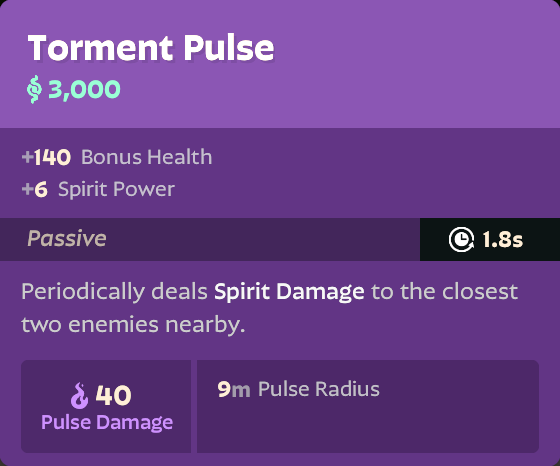 Torment Pulse
3,000
+140 Bonus Health
+6 Spirit Power
Passive
1.8s
Periodically deals Spirit Damage to the closest
two enemies nearby.
40
Pulse Damage
9m Pulse Radius